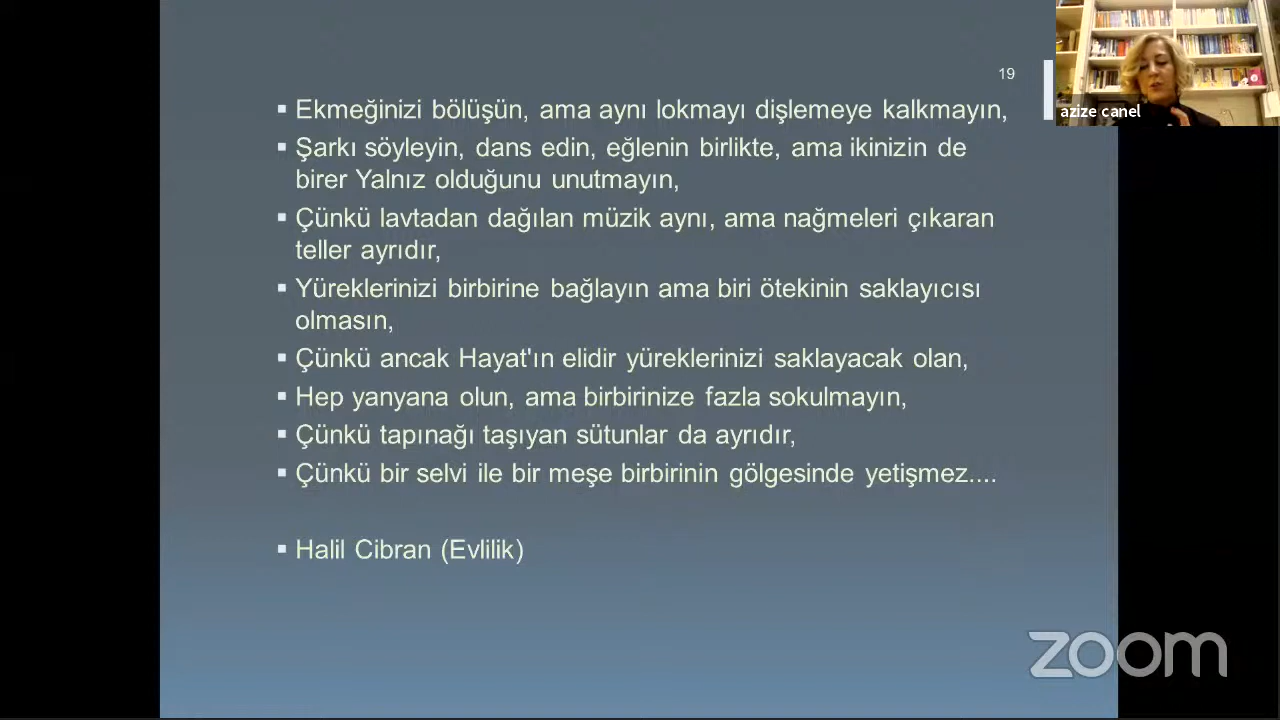 19
azize canel
▪ Ekmeğinizi bölüşün, ama aynı lokmayı dişlemeye kalkmayın,
▪ Şarkı söyleyin, dans edin, eğlenin birlikte, ama ikinizin de
birer Yalnız olduğunu unutmayın,
▪ Çünkü lavtadan dağılan müzik aynı, ama nağmeleri çıkaran
teller ayrıdır,
▪ Yüreklerinizi birbirine bağlayın ama biri ötekinin saklayıcısı
olmasın,
▪ Çünkü ancak Hayat'ın elidir yüreklerinizi saklayacak olan,
▪ Hep yanyana olun, ama birbirinize fazla sokulmayın,
▪ Çünkü tapınağı taşıyan sütunlar da ayrıdır,
▪ Çünkü bir selvi ile bir meşe birbirinin gölgesinde yetişmez....
▪ Halil Cibran (Evlilik)
zoom